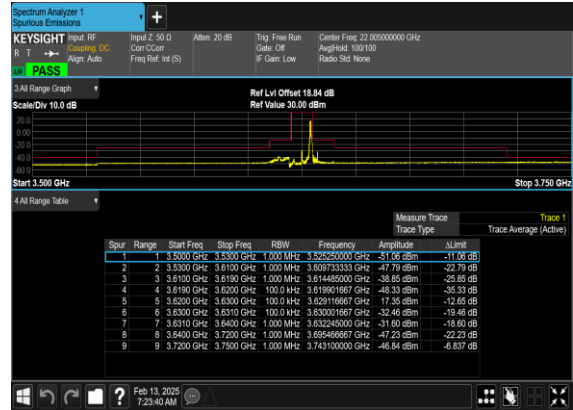 Spectrum Analyzer 1
Spurious Emissions
KEYSIGHT Input: RF Input Z: 50 Ω Atten: 20 dB Trig: Free Run Center Freq: 22.005000000 GHz
R T Coupling: DC Corr CCorr Gate: Off Avg|Hold: 100/100
Align: Auto Freq Ref: Int (S) IF Gain: Low Radio Std: None
PASS
3 All Range Graph
Ref Lvl Offset 18.84 dB
Scale/Div 10.0 dB Ref Value 30.00 dBm
20.0
0.00
-20.0
-40.0
-60.0
Start 3.500 GHz Stop 3.750 GHz
4 All Range Table
Measure Trace Trace 1
Trace Type Trace Average (Active)
Spur Range Start Freq Stop Freq RBW Frequency Amplitude ΔLimit
1 1 3.5000 GHz 3.5300 GHz 1.000 MHz 3.525250000 GHz -51.06 dBm -11.06 dB
2 2 3.5300 GHz 3.6100 GHz 1.000 MHz 3.609733333 GHz -47.79 dBm -22.79 dB
3 3 3.6100 GHz 3.6190 GHz 1.000 MHz 3.614485000 GHz -38.85 dBm -25.85 dB
4 4 3.6190 GHz 3.6200 GHz 100.0 kHz 3.619901667 GHz -48.33 dBm -35.33 dB
5 5 3.6200 GHz 3.6300 GHz 100.0 kHz 3.629116667 GHz 17.35 dBm -12.65 dB
6 6 3.6300 GHz 3.6310 GHz 100.0 kHz 3.630001667 GHz -32.46 dBm -19.46 dB
7 7 3.6310 GHz 3.6400 GHz 1.000 MHz 3.632245000 GHz -31.60 dBm -18.60 dB
8 8 3.6400 GHz 3.7200 GHz 1.000 MHz 3.695466667 GHz -47.23 dBm -22.23 dB
9 9 3.7200 GHz 3.7500 GHz 1.000 MHz 3.743100000 GHz -46.84 dBm -6.837 dB
Feb 13, 2025
7:23:40 AM